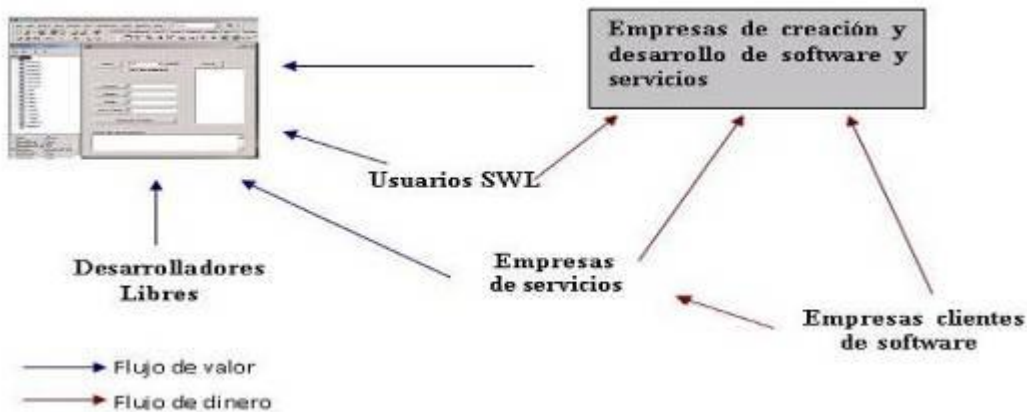 Empresas de creación y
desarrollo de software y
servicios
Usuarios SWL
Desarrolladores
Libres
Empresas
de servicios
Empresas clientes
de software
Flujo de valor
Flujo de dinero